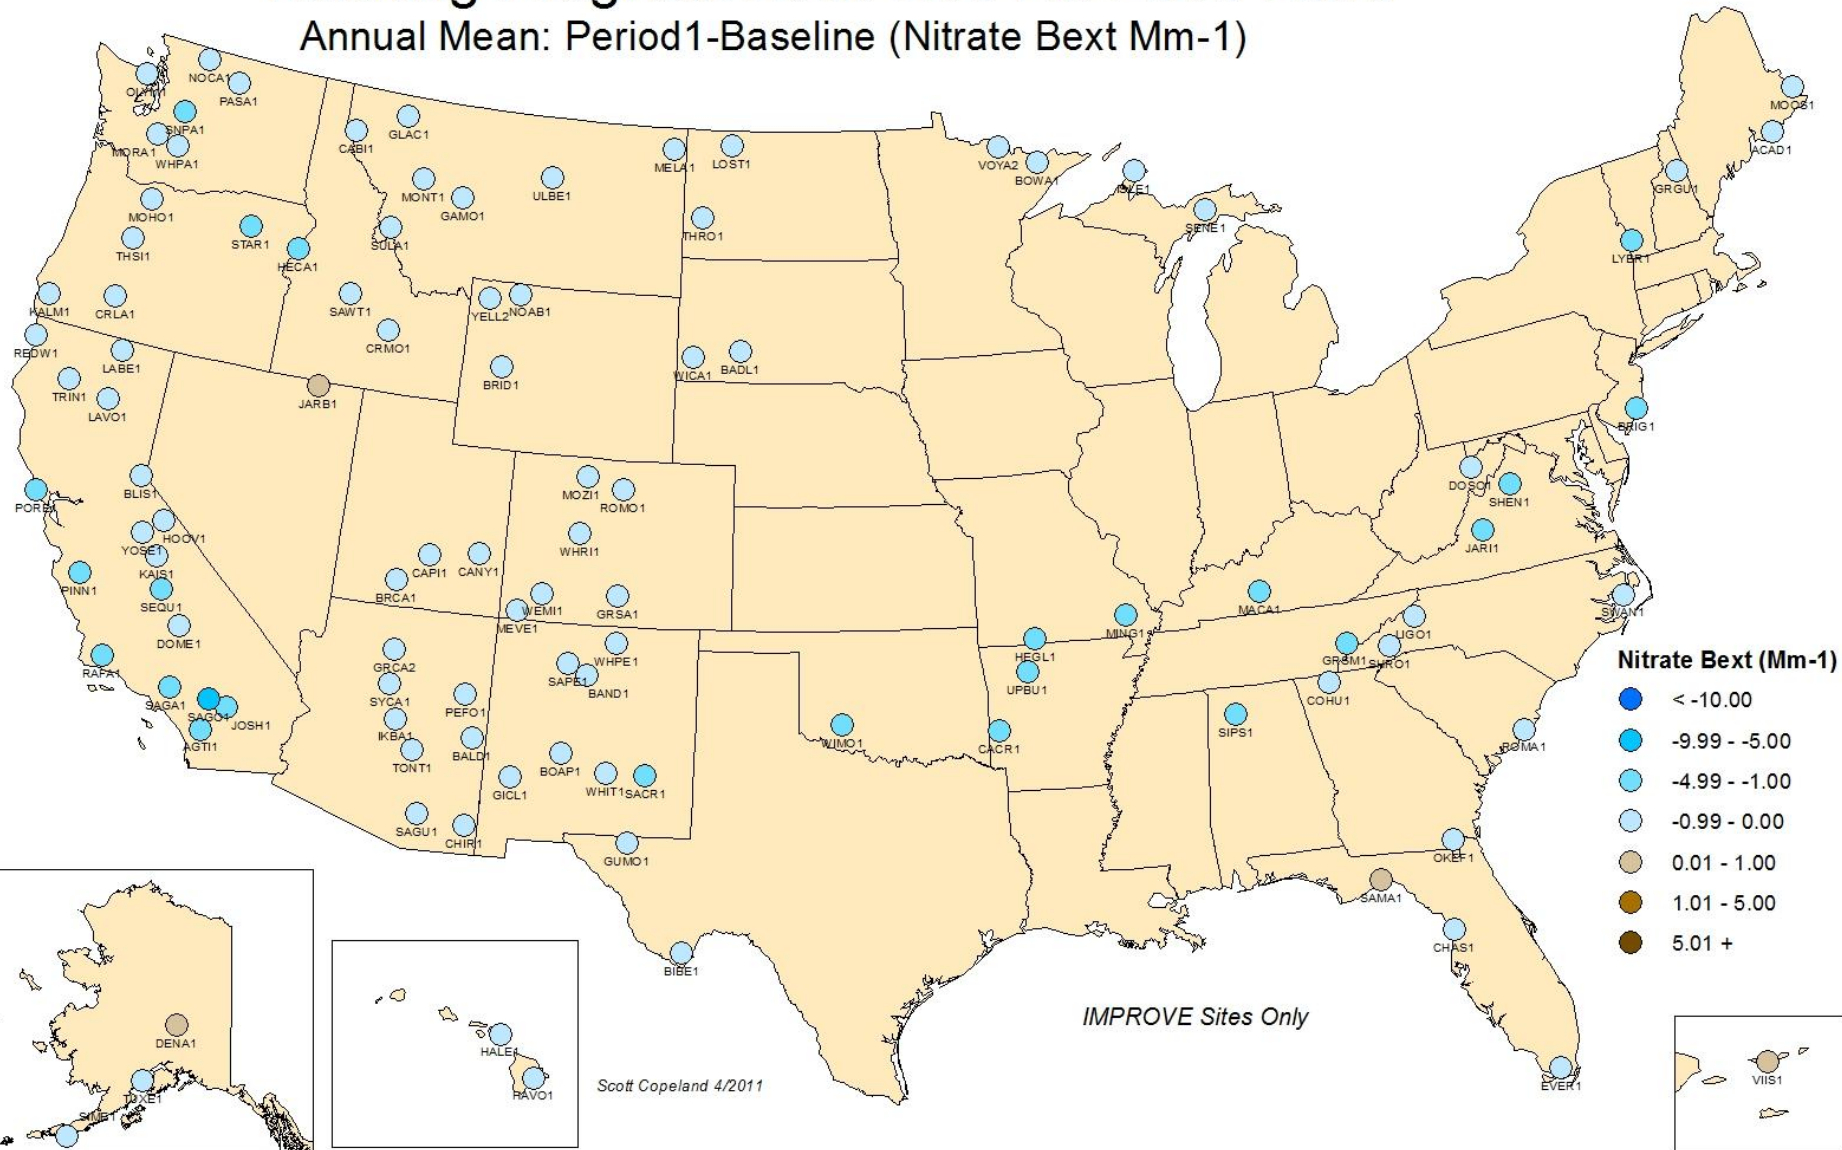 Annual Mean: Period1-Baseline (Nitrate Bext Mm-1)
NOCA1
PASA1
SNPA1
MORA1
WHPA1
CABI1
GLAC1
MELA1
LOST1
VOYA2
BOWA1
ISLE1
SENE1
MOOS1
ACAD1
GRGU1
LYBR1
MOHO1
THSI1
STAR1
HECA1
MONT1
GAMO1
ULBE1
SULA1
THRO1
KALM1
CRLA1
SAWT1
CRMO1
YELL2
NOAB1
BRID1
WICA1
BADL1
REDW1
LABE1
TRIN1
LAVO1
JARB1
BRIG1
BLIS1
HOOV1
YOSE1
KAIS1
PINN1
SEQU1
DOME1
RAFA1
SAGA1
SAGO1
JOSH1
AGTI1
MOZI1
ROMO1
WHRI1
CAPI1
CANY1
BRCA1
WEMI1
MEVE1
GRSA1
DOSO1
SHEN1
JARI1
MACA1
MING1
HEGL1
UPBU1
SWAN1
LIGO1
GRSM1
SHRO1
COHU1
GRCA2
SYCA1
PEFO1
IKBA1
TONT1
BALD1
SAPE1
WHPE1
BAND1
BOAP1
GICL1
WHIT1
SACR1
SAGU1
CHIR1
GUMO1
WIMO1
CACR1
SIPS1
ROMA1
OKEF1
SAMA1
CHAS1
EVER1
BIBE1
Nitrate Bext (Mm-1)
< -10.00
-9.99 - -5.00
-4.99 - -1.00
-0.99 - 0.00
0.01 - 1.00
1.01 - 5.00
5.01 +
IMPROVE Sites Only
Scott Copeland 4/2011
DENA1
TUXE1
SIME1
HALE1
HAVO1
VIIS1